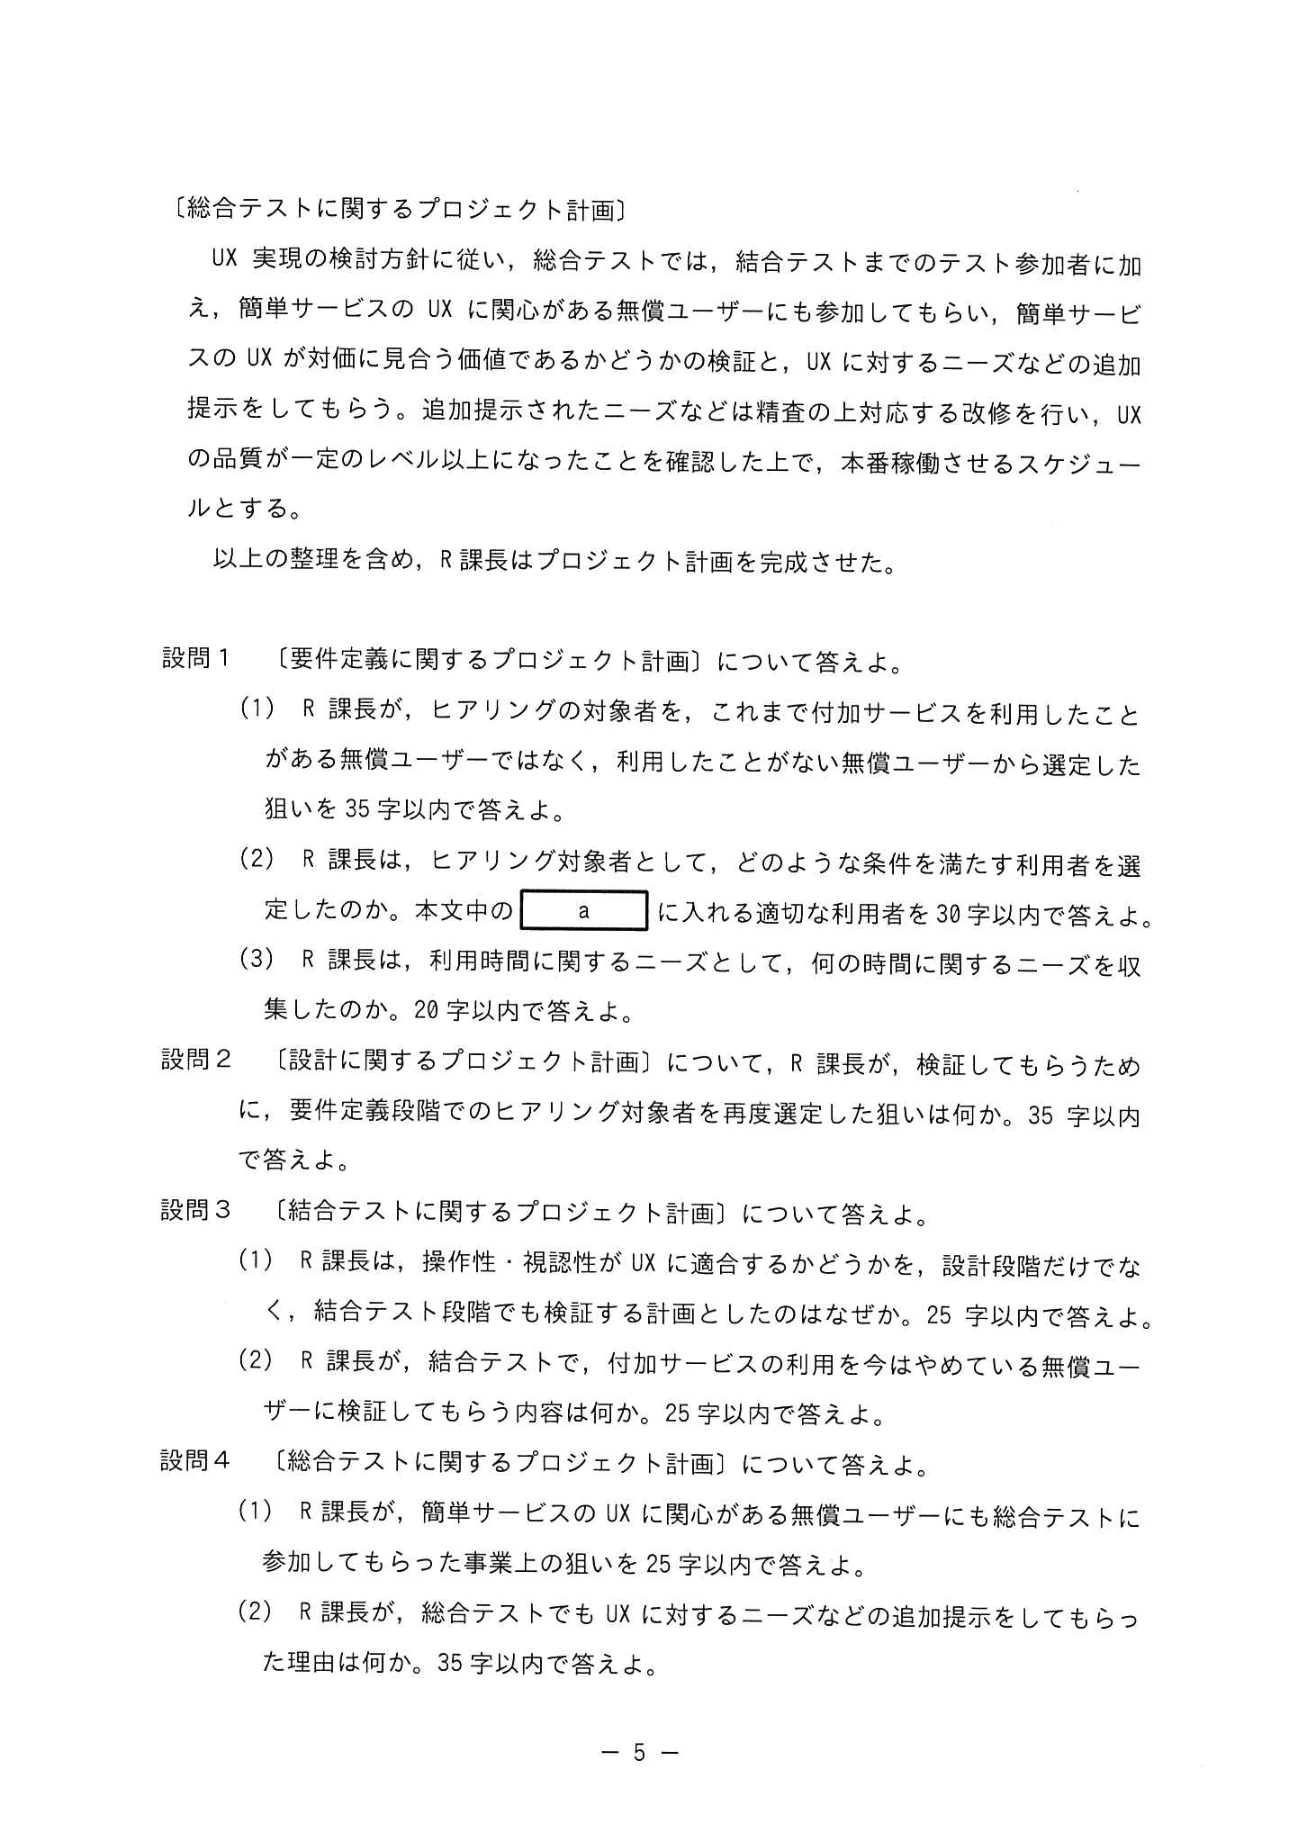 〔総合テストに関するプロジェクト計画〕
UX 実現の検討方針に従い，総合テストでは，結合テストまでのテスト参加者に加
え，簡単サービスの UX に関心がある無償ユーザーにも参加してもらい，簡単サービ
スの UX が対価に見合う価値であるかどうかの検証と，UX に対するニーズなどの追加
提示をしてもらう。追加提示されたニーズなどは精査の上対応する改修を行い，UX
の品質が一定のレベル以上になったことを確認した上で，本番稼働させるスケジュー
ルとする。
以上の整理を含め，R 課長はプロジェクト計画を完成させた。
設問１　〔要件定義に関するプロジェクト計画〕について答えよ。
(1)　R 課長が，ヒアリングの対象者を，これまで付加サービスを利用したこと
がある無償ユーザーではなく，利用したことがない無償ユーザーから選定した
狙いを 35 字以内で答えよ。
(2)　R 課長は，ヒアリング対象者として，どのような条件を満たす利用者を選
定したのか。本文中の a に入れる適切な利用者を 30 字以内で答えよ。
(3)　R 課長は，利用時間に関するニーズとして，何の時間に関するニーズを収
集したのか。20 字以内で答えよ。
設問２　〔設計に関するプロジェクト計画〕について，R 課長が，検証してもらうため
に，要件定義段階でのヒアリング対象者を再度選定した狙いは何か。35 字以内
で答えよ。
設問３　〔結合テストに関するプロジェクト計画〕について答えよ。
(1)　R 課長は，操作性・視認性が UX に適合するかどうかを，設計段階だけでな
く，結合テスト段階でも検証する計画としたのはなぜか。25 字以内で答えよ。
(2)　R 課長が，結合テストで，付加サービスの利用を今はやめている無償ユー
ザーに検証してもらう内容は何か。25 字以内で答えよ。
設問４　〔総合テストに関するプロジェクト計画〕について答えよ。
(1)　R 課長が，簡単サービスの UX に関心がある無償ユーザーにも総合テストに
参加してもらった事業上の狙いを 25 字以内で答えよ。
(2)　R 課長が，総合テストでも UX に対するニーズなどの追加提示をしてもらっ
た理由は何か。35 字以内で答えよ。
－ 5 －